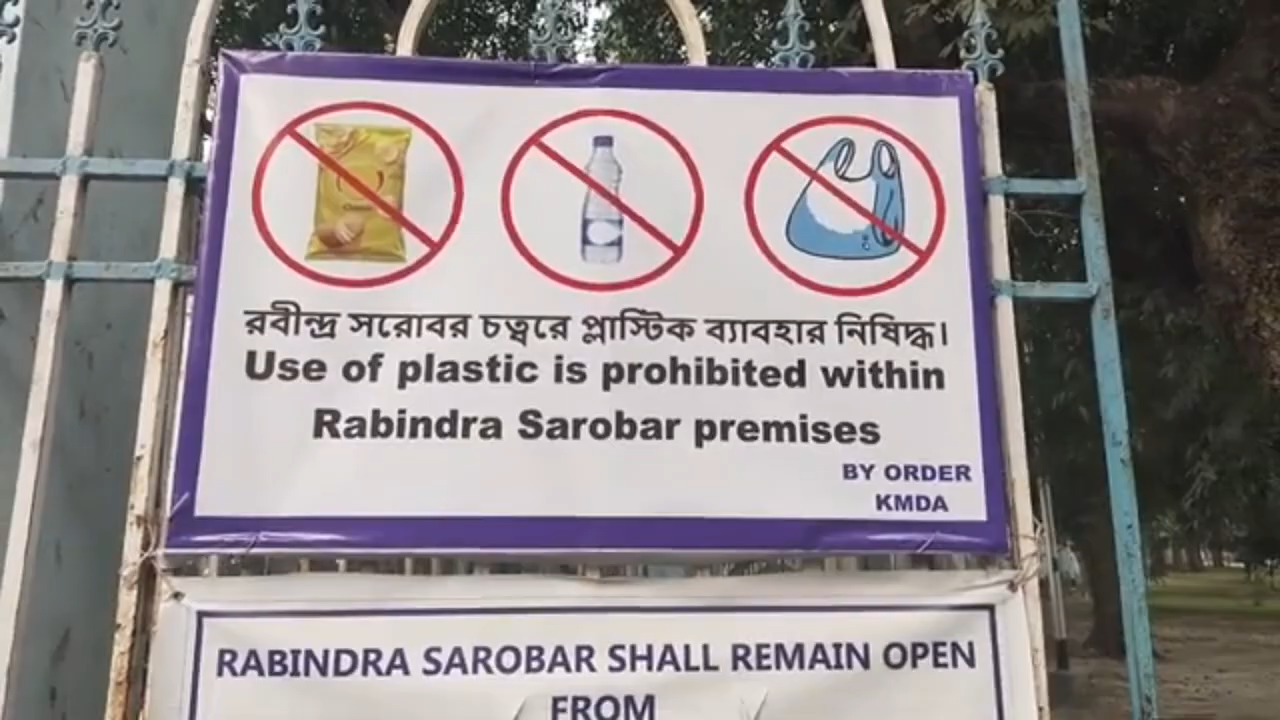 রবীন্দ্র সরোবর চত্বরে প্লাস্টিক ব্যাবহার নিষিদ্ধ।
Use of plastic is prohibited within
Rabindra Sarobar premises
BY ORDER
KMDA
RABINDRA SAROBAR SHALL REMAIN OPEN
FROM